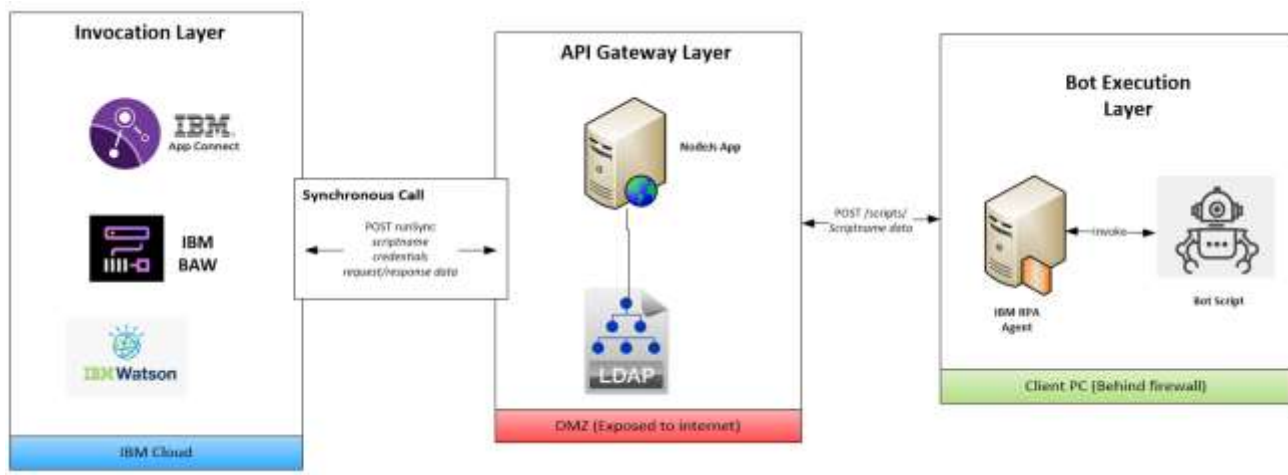 Invocation Layer
IBM.
App Connect
IBM
BAW
IBM Watson
IBM Cloud
Synchronous Call
POST runSync
scriptname
credentials
request/response data
API Gateway Layer
NodeJs App
LDAP
DMZ (Exposed to internet)
POST /scripts/
Scriptname data
Bot Execution
Layer
IBM RPA
Agent
Invoke
Bot Script
Client PC (Behind firewall)